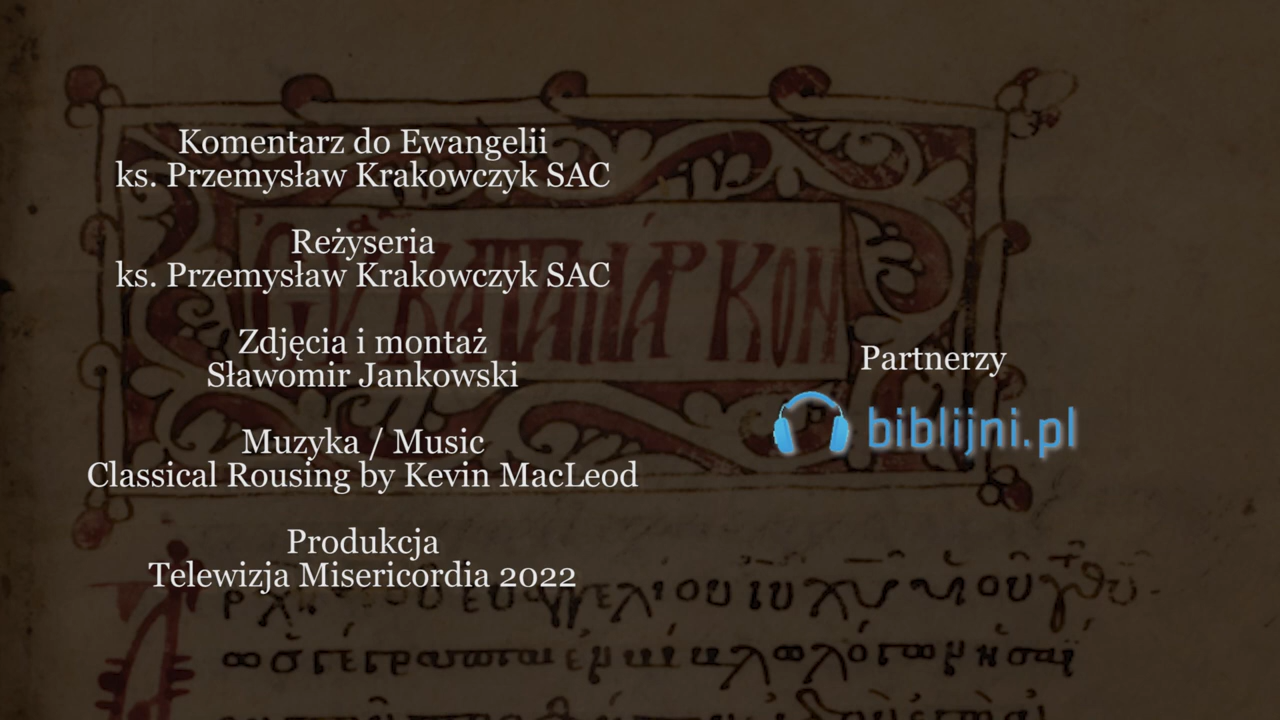 Komentarz do Ewangelii
ks. Przemysław Krakowczyk SAC
Reżyseria
ks. Przemysław Krakowczyk SAC
Zdjęcia i montaż
Sławomir Jankowski
Muzyka / Music
Classical Rousing by Kevin MacLeod
Produkcja
Telewizja Misericordia 2022
Partnerzy
biblijni.pl